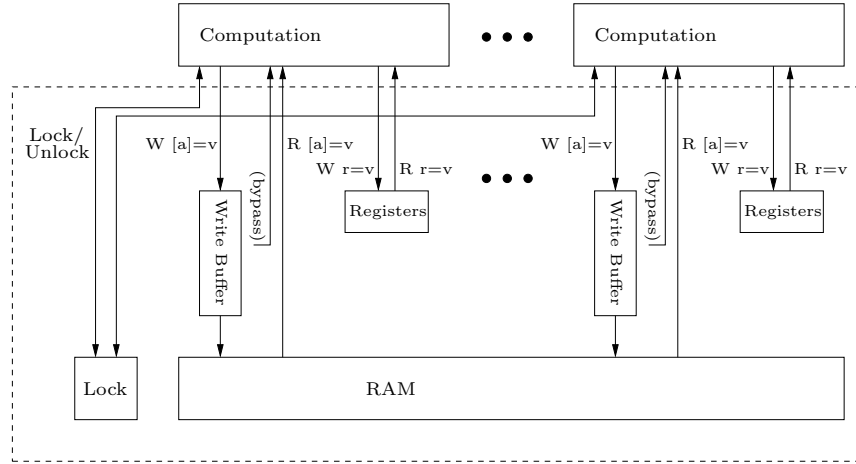 Computation
Computation
Lock/
Unlock
W [a]=v
R [a]=v
W r=v
R r=v
W [a]=v
R [a]=v
W r=v
R r=v
(bypass)
(bypass)
Write Buffer
Registers
Write Buffer
Registers
Lock
RAM